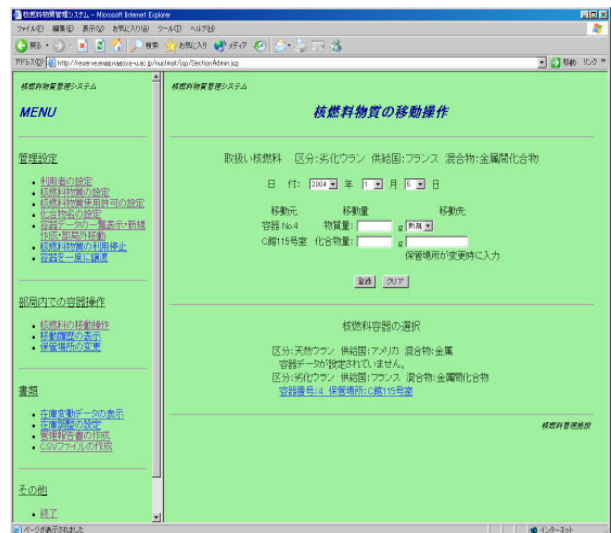 核燃料物質管理システム - Microsoft Internet Explorer
ファイル(F) 編集(E) 表示(V) お気に入り(A) ツール(T) ヘルプ(H)
戻る 検索 お気に入り メディア
アドレス(D) http://reserve.enas.nagoya-u.ac.jp/nuclmat/jsp/SectionAdmin.jsp 移動 リンク »
核燃料物質管理システム
MENU
管理設定
・利用者の設定
・核燃料物質の設定
・核燃料物質使用許可の設定
・化合物名の設定
・容器データの一覧表示・新規
作成・部局外移動
・核燃料物質の利用停止
・容器を一度に譲渡
部局内での容器操作
・核燃料の移動操作
・移動履歴の表示
・保管場所の変更
書類
・在庫変動データの表示
・在庫調整の設定
・管理報告書の作成
・CSVファイルの作成
その他
・終了
核燃料物質管理システム
核燃料物質の移動操作
取扱い核燃料 区分:劣化ウラン 供給国:フランス 混合物:金属間化合物
日 付: 2004 年 1 月 5 日
移動元 移動量 移動先
容器 No.4 物質量: g 新規
C館115号室 化合物量: g
保管場所が変更時に入力
登録 クリア
核燃料容器の選択
区分:天然ウラン 供給国:アメリカ 混合物:金属
容器データが設定されていません。
区分:劣化ウラン 供給国:フランス 混合物:金属間化合物
容器番号:4 保管場所:C館115号室
核燃料管理施設
ページが表示されました
インターネット